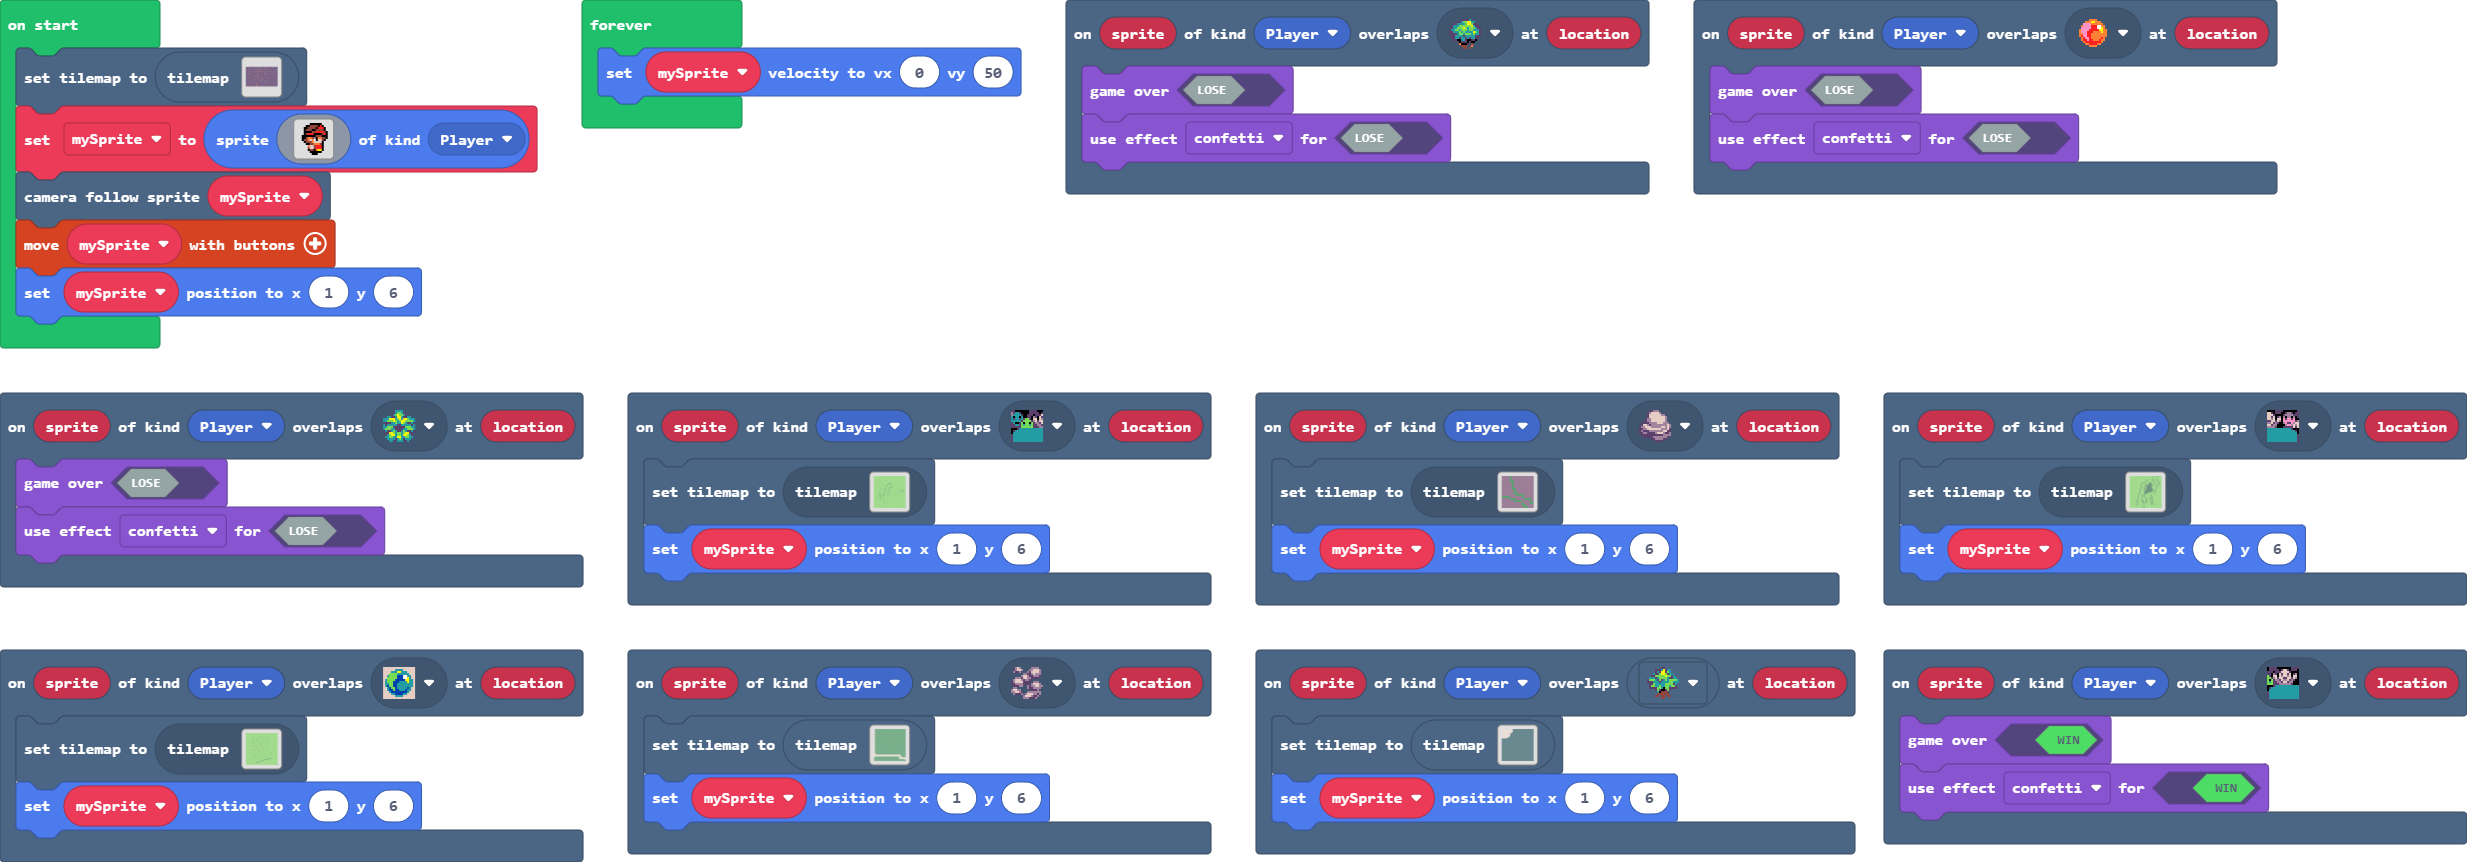 on start
set tilemap to tilemap
set mySprite to sprite of kind Player
camera follow sprite mySprite
move mySprite with buttons
set mySprite position to x 1 y 6
forever
set mySprite velocity to vx 0 vy 50
on sprite of kind Player overlaps at location
game over LOSE
use effect confetti for LOSE
on sprite of kind Player overlaps at location
game over LOSE
use effect confetti for LOSE
on sprite of kind Player overlaps at location
game over LOSE
use effect confetti for LOSE
on sprite of kind Player overlaps at location
set tilemap to tilemap
set mySprite position to x 1 y 6
on sprite of kind Player overlaps at location
set tilemap to tilemap
set mySprite position to x 1 y 6
on sprite of kind Player overlaps at location
set tilemap to tilemap
set mySprite position to x 1 y 6
on sprite of kind Player overlaps at location
set tilemap to tilemap
set mySprite position to x 1 y 6
on sprite of kind Player overlaps at location
set tilemap to tilemap
set mySprite position to x 1 y 6
on sprite of kind Player overlaps at location
set tilemap to tilemap
set mySprite position to x 1 y 6
on sprite of kind Player overlaps at location
game over WIN
use effect confetti for WIN